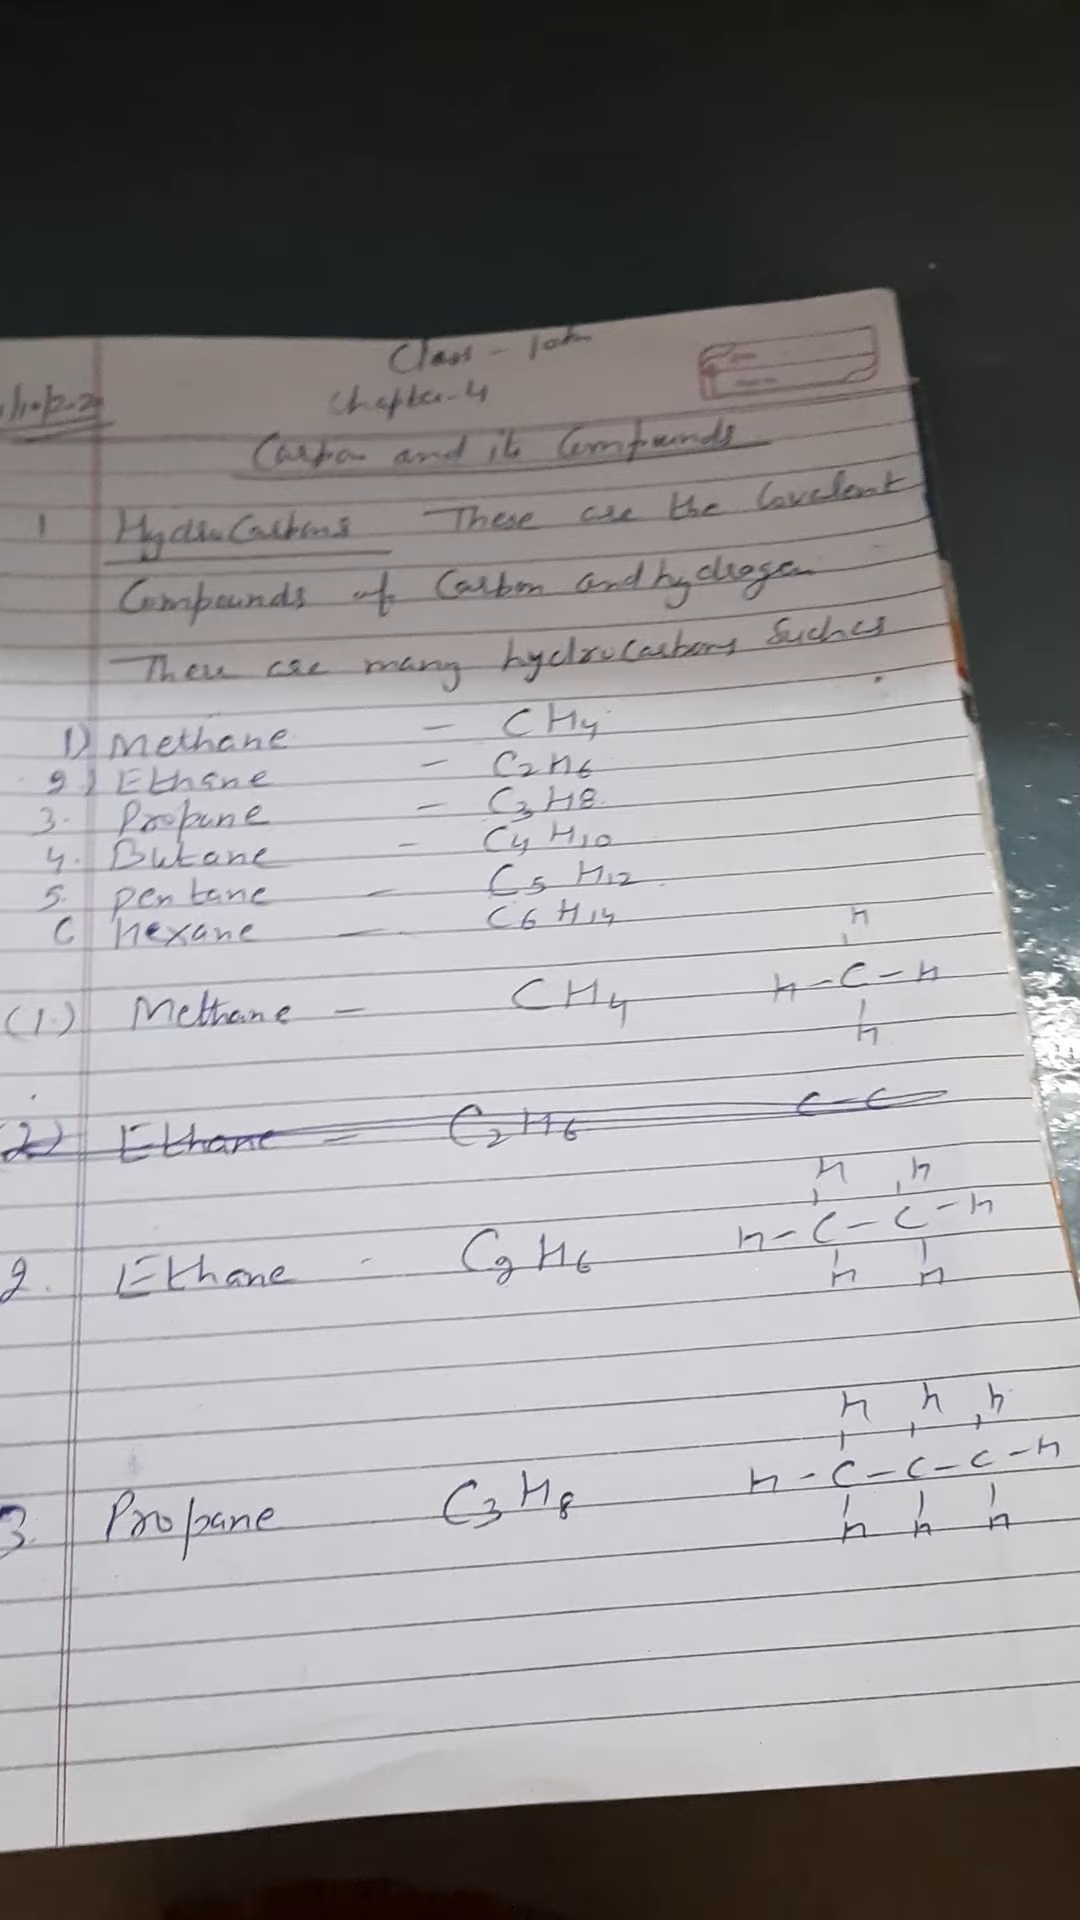 Class - 10th
Chapter-4
Carbon and its Compounds
1 HydroCarbons These are the Covalent
Compounds of Carbon and hydrogen
There are many hydrocarbons Such as
1) Methane - CH4
2) Ethane - C2H6
3. Propane - C3H8
4. Butane - C4H10
5. pentane - C5H12
6 hexane - C6H14
H
(1.) Methane - CH4 H-C-H
H
(2) Ethane - C2H6 C-C
H H
2. Ethane - C2H6 H-C-C-H
H H
H H H
3. Propane C3H8 H-C-C-C-H
H H H